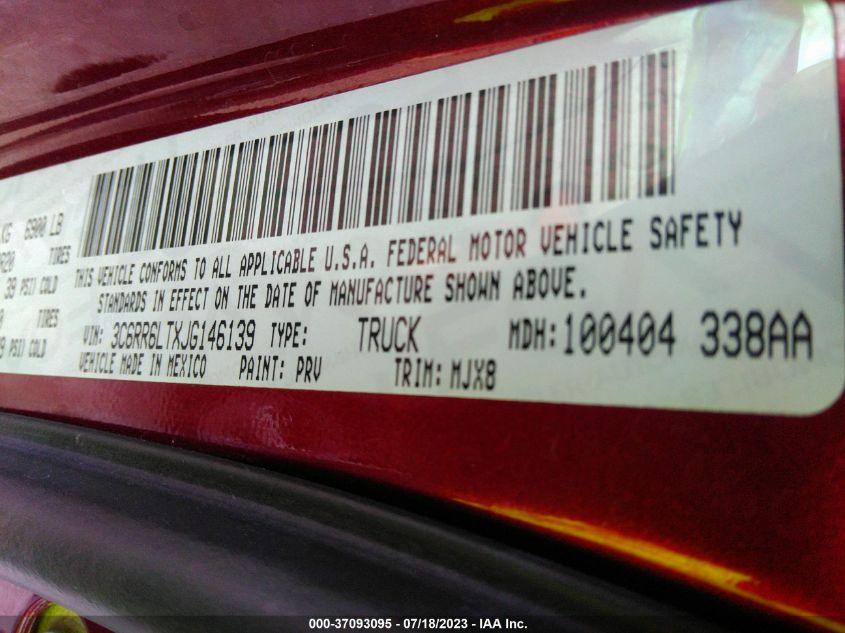 KG 6900 LB
R20 TIRES
39 PSI) COLD
THIS VEHICLE CONFORMS TO ALL APPLICABLE U.S.A. FEDERAL MOTOR VEHICLE SAFETY
STANDARDS IN EFFECT ON THE DATE OF MANUFACTURE SHOWN ABOVE.
TIRES
PSI) COLD
VIN: 3C6RR6LTXJG146139 TYPE: TRUCK MDH: 100404 338AA
VEHICLE MADE IN MEXICO PAINT: PRV TRIM: MJX8
000-37093095 - 07/18/2023 - IAA Inc.